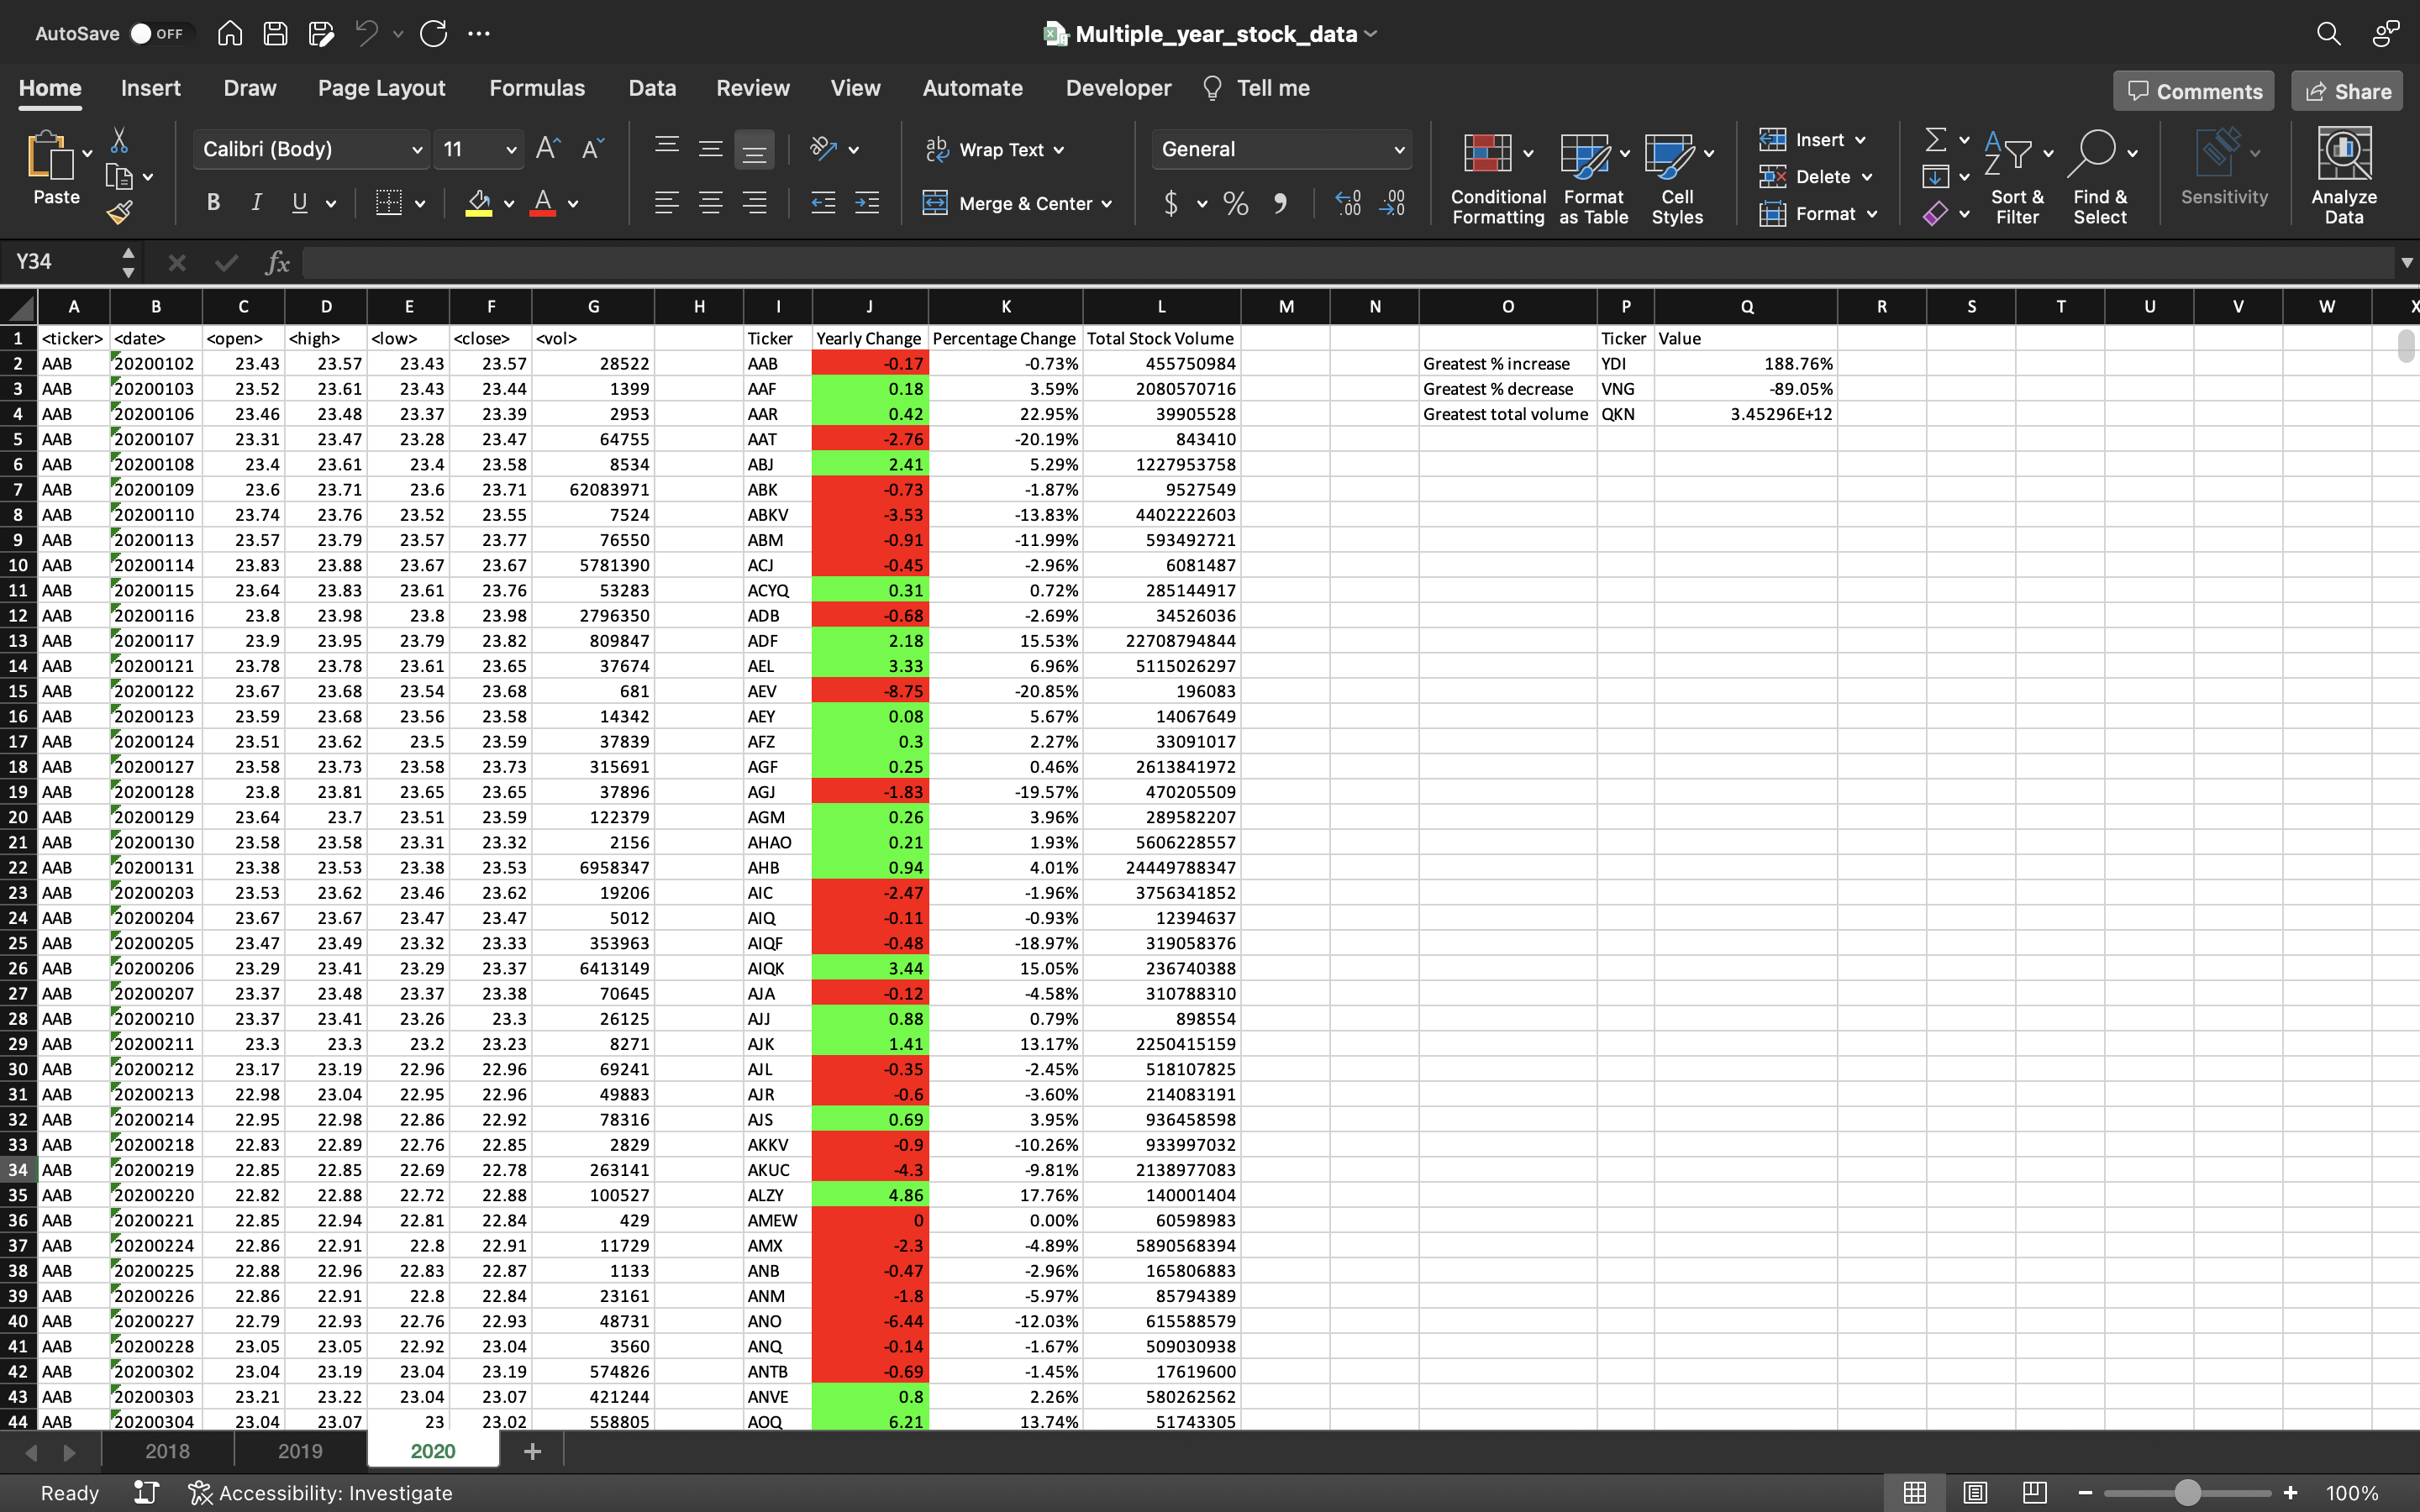 AutoSave OFF Multiple_year_stock_data
Home Insert Draw Page Layout Formulas Data Review View Automate Developer Tell me Comments Share
Paste Calibri (Body) 11 Wrap Text General Conditional Formatting Format as Table Cell Styles Insert Sort & Filter Find & Select Sensitivity Analyze Data
B I U Merge & Center $ % Delete
Format
Y34 fx
A B C D E F G H I J K L M N O P Q R S T U V W X
1 <ticker> <date> <open> <high> <low> <close> <vol> Ticker Yearly Change Percentage Change Total Stock Volume Ticker Value
2 AAB 20200102 23.43 23.57 23.43 23.57 28522 AAB -0.17 -0.73% 455750984 Greatest % increase YDI 188.76%
3 AAB 20200103 23.52 23.61 23.43 23.44 1399 AAF 0.18 3.59% 2080570716 Greatest % decrease VNG -89.05%
4 AAB 20200106 23.46 23.48 23.37 23.39 2953 AAR 0.42 22.95% 39905528 Greatest total volume QKN 3.45296E+12
5 AAB 20200107 23.31 23.47 23.28 23.47 64755 AAT -2.76 -20.19% 843410
6 AAB 20200108 23.4 23.61 23.4 23.58 8534 ABJ 2.41 5.29% 1227953758
7 AAB 20200109 23.6 23.71 23.6 23.71 62083971 ABK -0.73 -1.87% 9527549
8 AAB 20200110 23.74 23.76 23.52 23.55 7524 ABKV -3.53 -13.83% 4402222603
9 AAB 20200113 23.57 23.79 23.57 23.77 76550 ABM -0.91 -11.99% 593492721
10 AAB 20200114 23.83 23.88 23.67 23.67 5781390 ACJ -0.45 -2.96% 6081487
11 AAB 20200115 23.64 23.83 23.61 23.76 53283 ACYQ 0.31 0.72% 285144917
12 AAB 20200116 23.8 23.98 23.8 23.98 2796350 ADB -0.68 -2.69% 34526036
13 AAB 20200117 23.9 23.95 23.79 23.82 809847 ADF 2.18 15.53% 22708794844
14 AAB 20200121 23.78 23.78 23.61 23.65 37674 AEL 3.33 6.96% 5115026297
15 AAB 20200122 23.67 23.68 23.54 23.68 681 AEV -8.75 -20.85% 196083
16 AAB 20200123 23.59 23.68 23.56 23.58 14342 AEY 0.08 5.67% 14067649
17 AAB 20200124 23.51 23.62 23.5 23.59 37839 AFZ 0.3 2.27% 33091017
18 AAB 20200127 23.58 23.73 23.58 23.73 315691 AGF 0.25 0.46% 2613841972
19 AAB 20200128 23.8 23.81 23.65 23.65 37896 AGJ -1.83 -19.57% 470205509
20 AAB 20200129 23.64 23.7 23.51 23.59 122379 AGM 0.26 3.96% 289582207
21 AAB 20200130 23.58 23.58 23.31 23.32 2156 AHAO 0.21 1.93% 5606228557
22 AAB 20200131 23.38 23.53 23.38 23.53 6958347 AHB 0.94 4.01% 24449788347
23 AAB 20200203 23.53 23.62 23.46 23.62 19206 AIC -2.47 -1.96% 3756341852
24 AAB 20200204 23.67 23.67 23.47 23.47 5012 AIQ -0.11 -0.93% 12394637
25 AAB 20200205 23.47 23.49 23.32 23.33 353963 AIQF -0.48 -18.97% 319058376
26 AAB 20200206 23.29 23.41 23.29 23.37 6413149 AIQK 3.44 15.05% 236740388
27 AAB 20200207 23.37 23.48 23.37 23.38 70645 AJA -0.12 -4.58% 310788310
28 AAB 20200210 23.37 23.41 23.26 23.3 26125 AJJ 0.88 0.79% 898554
29 AAB 20200211 23.3 23.3 23.2 23.23 8271 AJK 1.41 13.17% 2250415159
30 AAB 20200212 23.17 23.19 22.96 22.96 69241 AJL -0.35 -2.45% 518107825
31 AAB 20200213 22.98 23.04 22.95 22.96 49883 AJR -0.6 -3.60% 214083191
32 AAB 20200214 22.95 22.98 22.86 22.92 78316 AJS 0.69 3.95% 936458598
33 AAB 20200218 22.83 22.89 22.76 22.85 2829 AKKV -0.9 -10.26% 933997032
34 AAB 20200219 22.85 22.85 22.69 22.78 263141 AKUC -4.3 -9.81% 2138977083
35 AAB 20200220 22.82 22.88 22.72 22.88 100527 ALZY 4.86 17.76% 140001404
36 AAB 20200221 22.85 22.94 22.81 22.84 429 AMEW 0 0.00% 60598983
37 AAB 20200224 22.86 22.91 22.8 22.91 11729 AMX -2.3 -4.89% 5890568394
38 AAB 20200225 22.88 22.96 22.83 22.87 1133 ANB -0.47 -2.96% 165806883
39 AAB 20200226 22.86 22.91 22.8 22.84 23161 ANM -1.8 -5.97% 85794389
40 AAB 20200227 22.79 22.93 22.76 22.93 48731 ANO -6.44 -12.03% 615588579
41 AAB 20200228 23.05 23.05 22.92 23.04 3560 ANQ -0.14 -1.67% 509030938
42 AAB 20200302 23.04 23.19 23.04 23.19 574826 ANTB -0.69 -1.45% 17619600
43 AAB 20200303 23.21 23.22 23.04 23.07 421244 ANVE 0.8 2.26% 580262562
44 AAB 20200304 23.04 23.07 23 23.02 558805 AOQ 6.21 13.74% 51743305
2018 2019 2020 +
Ready Accessibility: Investigate 100%